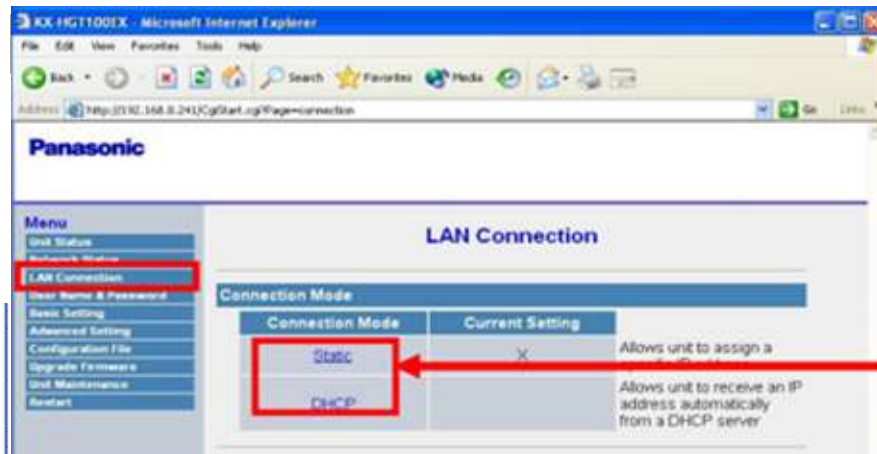 KX-HGT100EX - Microsoft Internet Explorer
File Edit View Favorites Tools Help
Back Search Favorites Media
Address http://192.168.0.241/CgiStart.cgi?Page=connection Go Links
Panasonic
Menu
Unit Status
Network Status
LAN Connection
User Name & Password
Basic Setting
Advanced Setting
Configuration File
Upgrade Firmware
Unit Maintenance
Restart
LAN Connection
Connection Mode
Connection Mode Current Setting
Static X Allows unit to assign a
DHCP Allows unit to receive an IP
address automatically
from a DHCP server